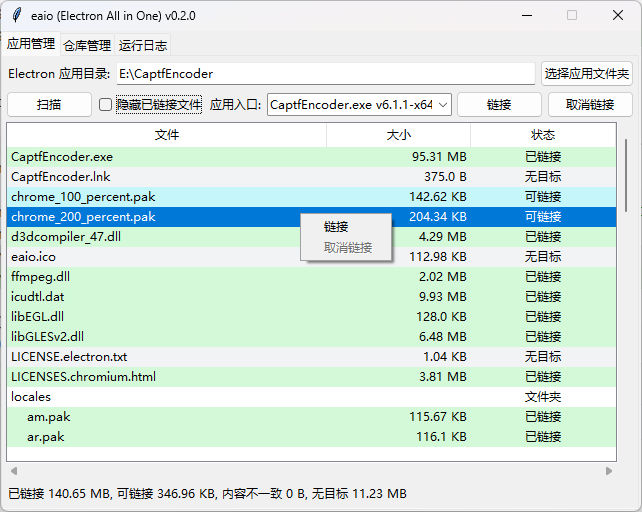 eaio (Electron All in One) v0.2.0
应用管理 仓库管理 运行日志
Electron 应用目录: E:\CaptfEncoder 选择应用文件夹
扫描 隐藏已链接文件 应用入口: CaptfEncoder.exe v6.1.1-x64 链接 取消链接
文件 大小 状态
CaptfEncoder.exe 95.31 MB 已链接
CaptfEncoder.lnk 375.0 B 无目标
chrome_100_percent.pak 142.62 KB 可链接
chrome_200_percent.pak 204.34 KB 可链接
链接
d3dcompiler_47.dll 4.29 MB 已链接
取消链接
eaio.ico 112.98 KB 无目标
ffmpeg.dll 2.02 MB 已链接
icudtl.dat 9.93 MB 已链接
libEGL.dll 128.0 KB 已链接
libGLESv2.dll 6.48 MB 已链接
LICENSE.electron.txt 1.04 KB 无目标
LICENSES.chromium.html 3.81 MB 已链接
locales 文件夹
am.pak 115.67 KB 已链接
ar.pak 116.1 KB 已链接
已链接 140.65 MB, 可链接 346.96 KB, 内容不一致 0 B, 无目标 11.23 MB